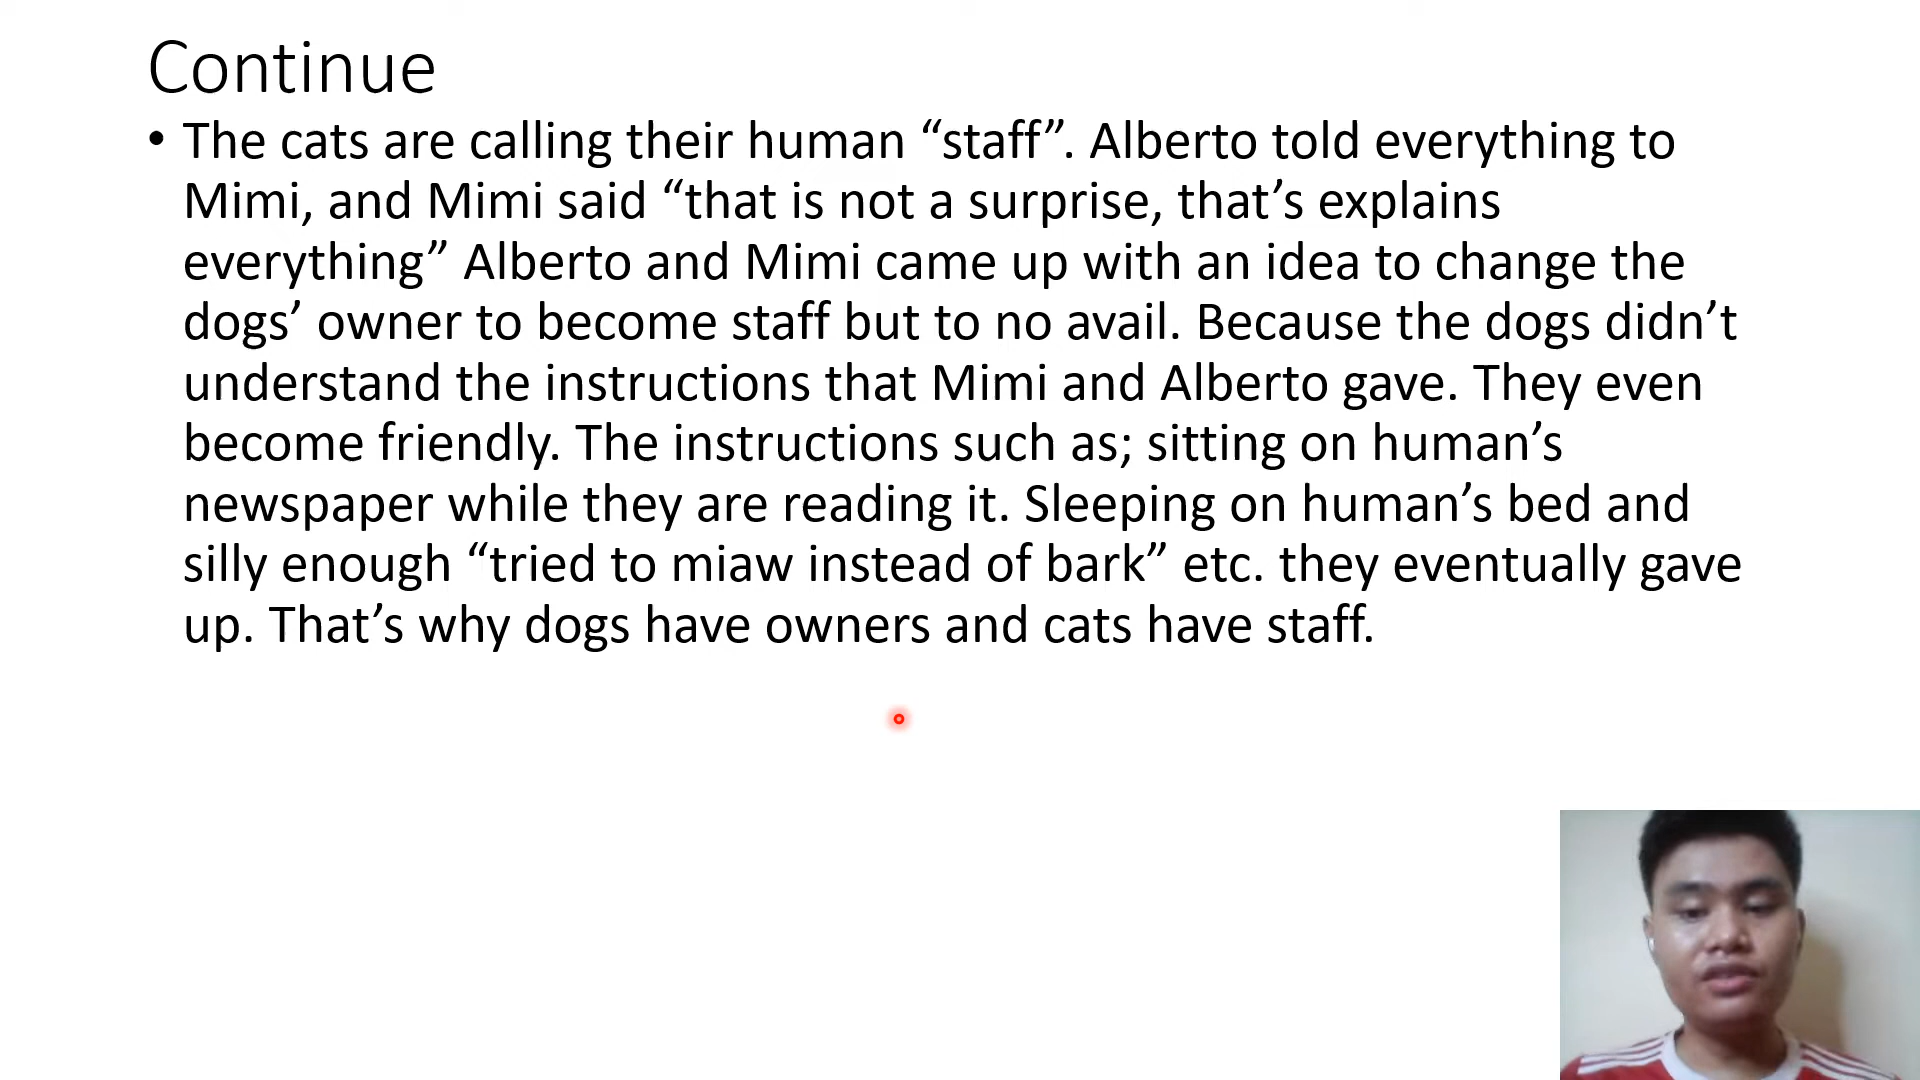 Continue
• The cats are calling their human “staff”. Alberto told everything to
Mimi, and Mimi said “that is not a surprise, that’s explains
everything” Alberto and Mimi came up with an idea to change the
dogs’ owner to become staff but to no avail. Because the dogs didn’t
understand the instructions that Mimi and Alberto gave. They even
become friendly. The instructions such as; sitting on human’s
newspaper while they are reading it. Sleeping on human’s bed and
silly enough “tried to miaw instead of bark” etc. they eventually gave
up. That’s why dogs have owners and cats have staff.